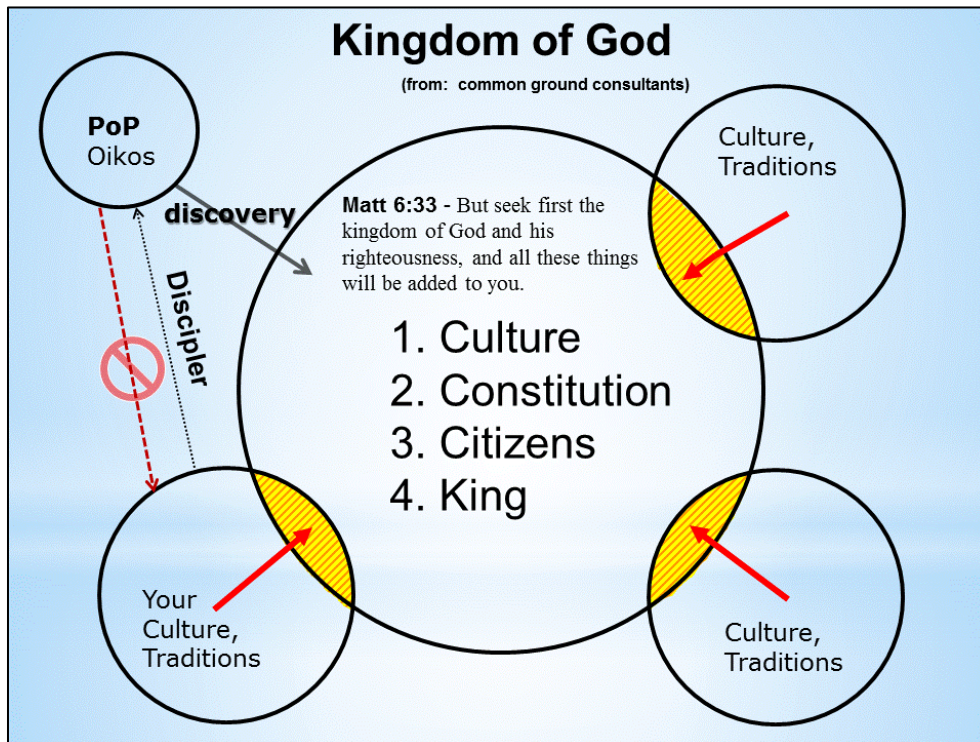 Kingdom of God
(from:  common ground consultants)
PoP
Oikos
discovery
Discipler
Culture,
Traditions
Matt 6:33 - But seek first the
kingdom of God and his
righteousness, and all these things
will be added to you.
1. Culture
2. Constitution
3. Citizens
4. King
Your
Culture,
Traditions
Culture,
Traditions